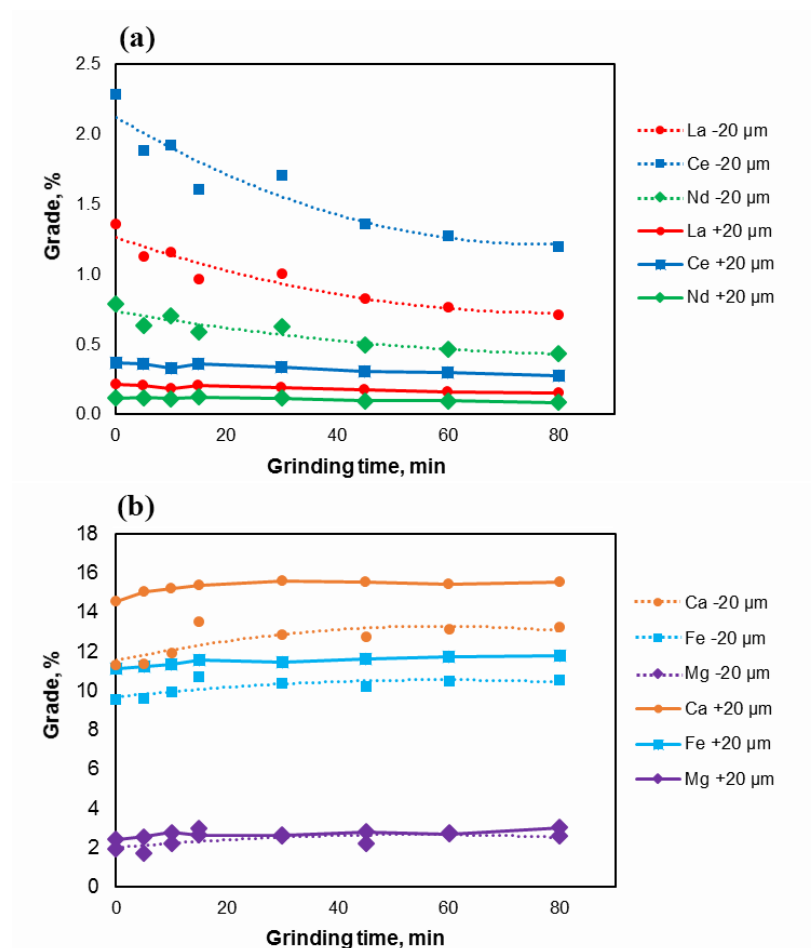 (a)
2.5
2.0
1.5
1.0
0.5
0.0
Grade, %
0 20 40 60 80
Grinding time, min
La -20 µm
Ce -20 µm
Nd -20 µm
La +20 µm
Ce +20 µm
Nd +20 µm
(b)
18
16
14
12
10
8
6
4
2
0
Grade, %
0 20 40 60 80
Grinding time, min
Ca -20 µm
Fe -20 µm
Mg -20 µm
Ca +20 µm
Fe +20 µm
Mg +20 µm